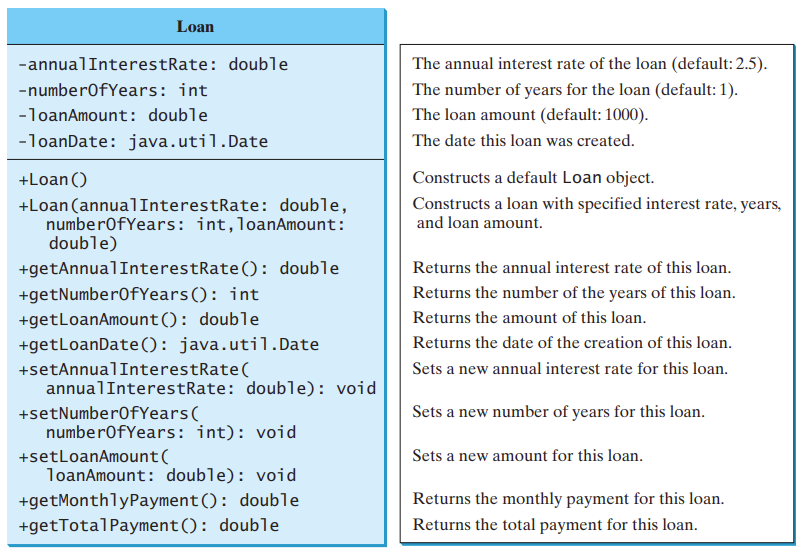 Loan
-annualInterestRate: double
-numberOfYears: int
-loanAmount: double
-loanDate: java.util.Date
+Loan()
+Loan(annualInterestRate: double,
numberOfYears: int,loanAmount:
double)
+getAnnualInterestRate(): double
+getNumberOfYears(): int
+getLoanAmount(): double
+getLoanDate(): java.util.Date
+setAnnualInterestRate(
annualInterestRate: double): void
+setNumberOfYears(
numberOfYears: int): void
+setLoanAmount(
loanAmount: double): void
+getMonthlyPayment(): double
+getTotalPayment(): double
The annual interest rate of the loan (default: 2.5).
The number of years for the loan (default: 1).
The loan amount (default: 1000).
The date this loan was created.
Constructs a default Loan object.
Constructs a loan with specified interest rate, years,
and loan amount.
Returns the annual interest rate of this loan.
Returns the number of the years of this loan.
Returns the amount of this loan.
Returns the date of the creation of this loan.
Sets a new annual interest rate for this loan.
Sets a new number of years for this loan.
Sets a new amount for this loan.
Returns the monthly payment for this loan.
Returns the total payment for this loan.